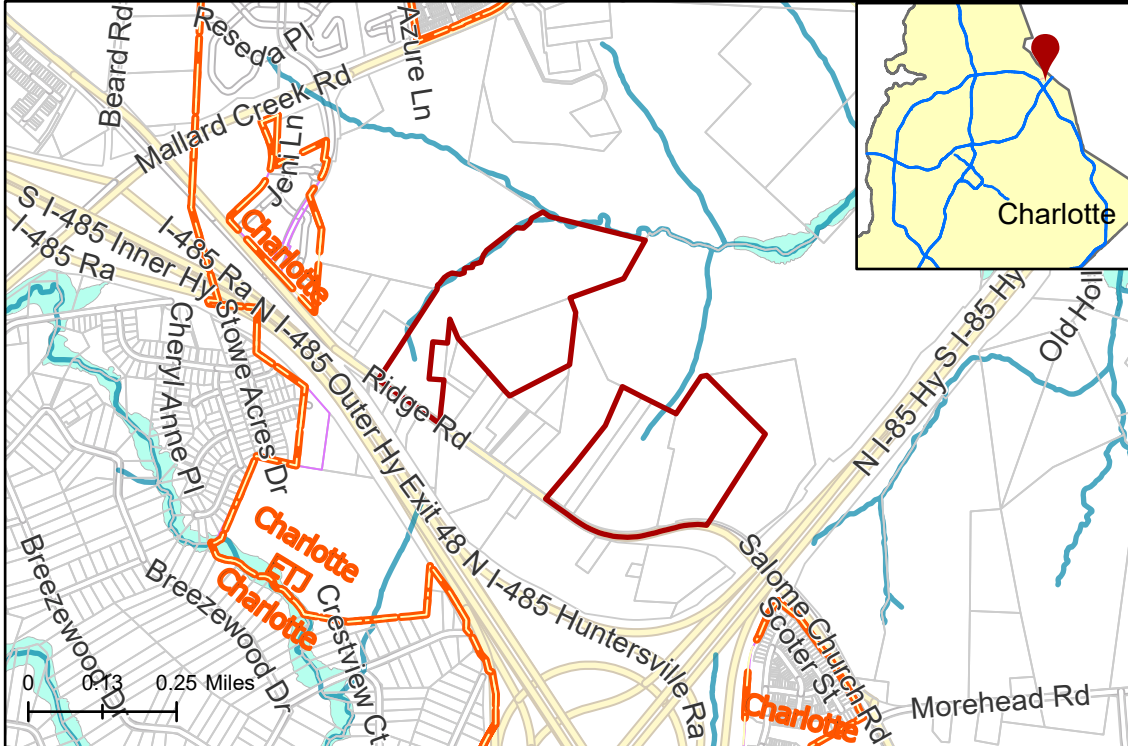 Beard Rd
Reseda Pl
Azure Ln
Mallard Creek Rd
Jeni Ln
Charlotte
Charlotte
S I-485 Inner Hy
I-485 Ra
I-485 Ra
N I-485 Outer Hy
Exit 48
N I-485 Huntersville Ra
Stowe Acres Dr
Cheryl Anne Pl
Ridge Rd
N I-85 Hy
S I-85 Hy
Old Holl
Charlotte
ETJ
Charlotte
Breezewood Dr
Breezewood Dr
Crestview Ct
Salome Church Rd
Scooter St
Charlotte
Morehead Rd
0 0.13 0.25 Miles